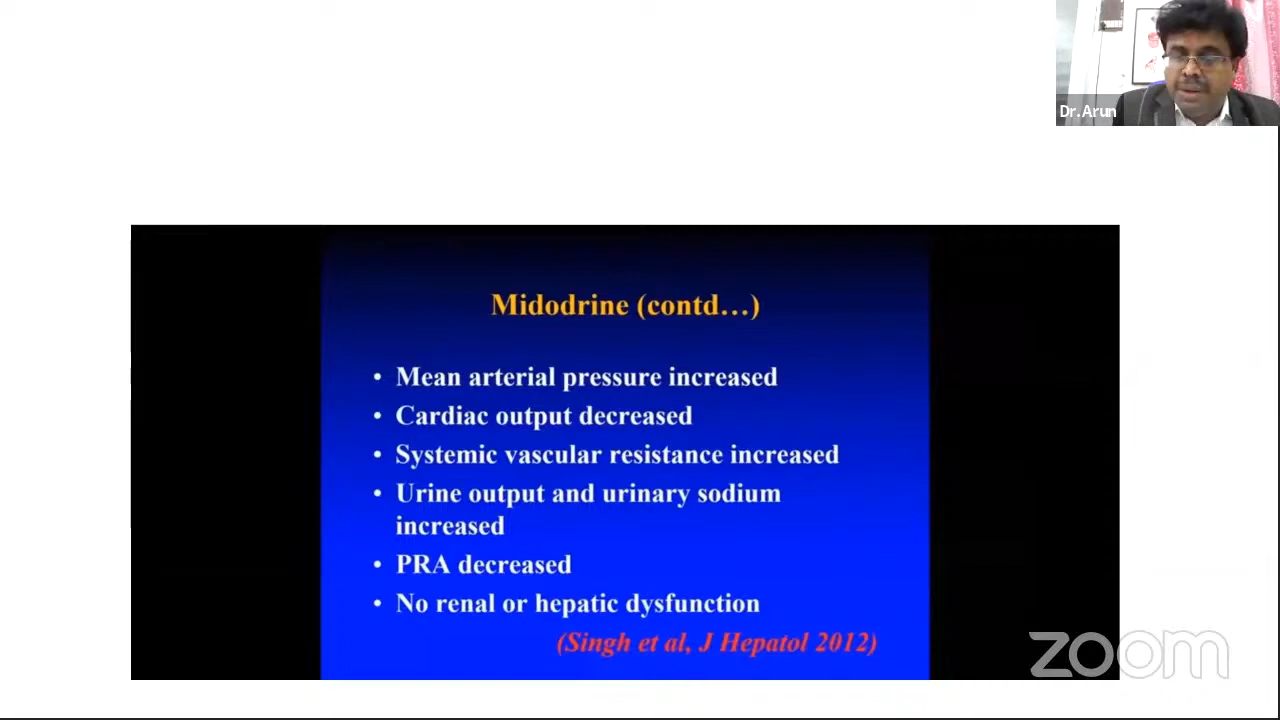 Dr.Arun
Midodrine (contd…)
• Mean arterial pressure increased
• Cardiac output decreased
• Systemic vascular resistance increased
• Urine output and urinary sodium
increased
• PRA decreased
• No renal or hepatic dysfunction
(Singh et al, J Hepatol 2012)
zoom